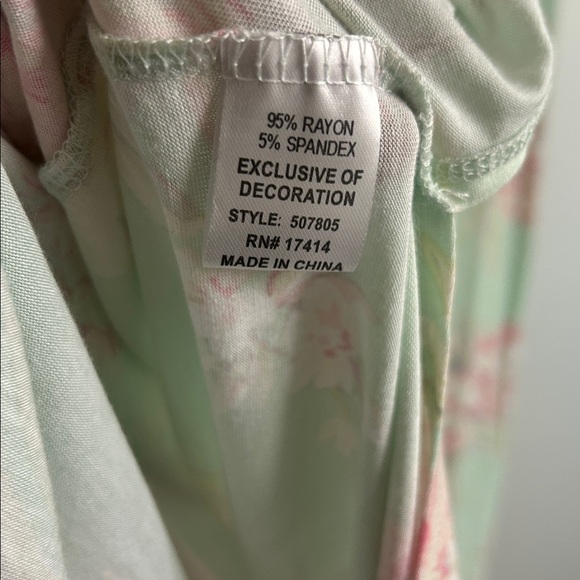 95% RAYON
5% SPANDEX
EXCLUSIVE OF
DECORATION
STYLE: 507805
RN# 17414
MADE IN CHINA